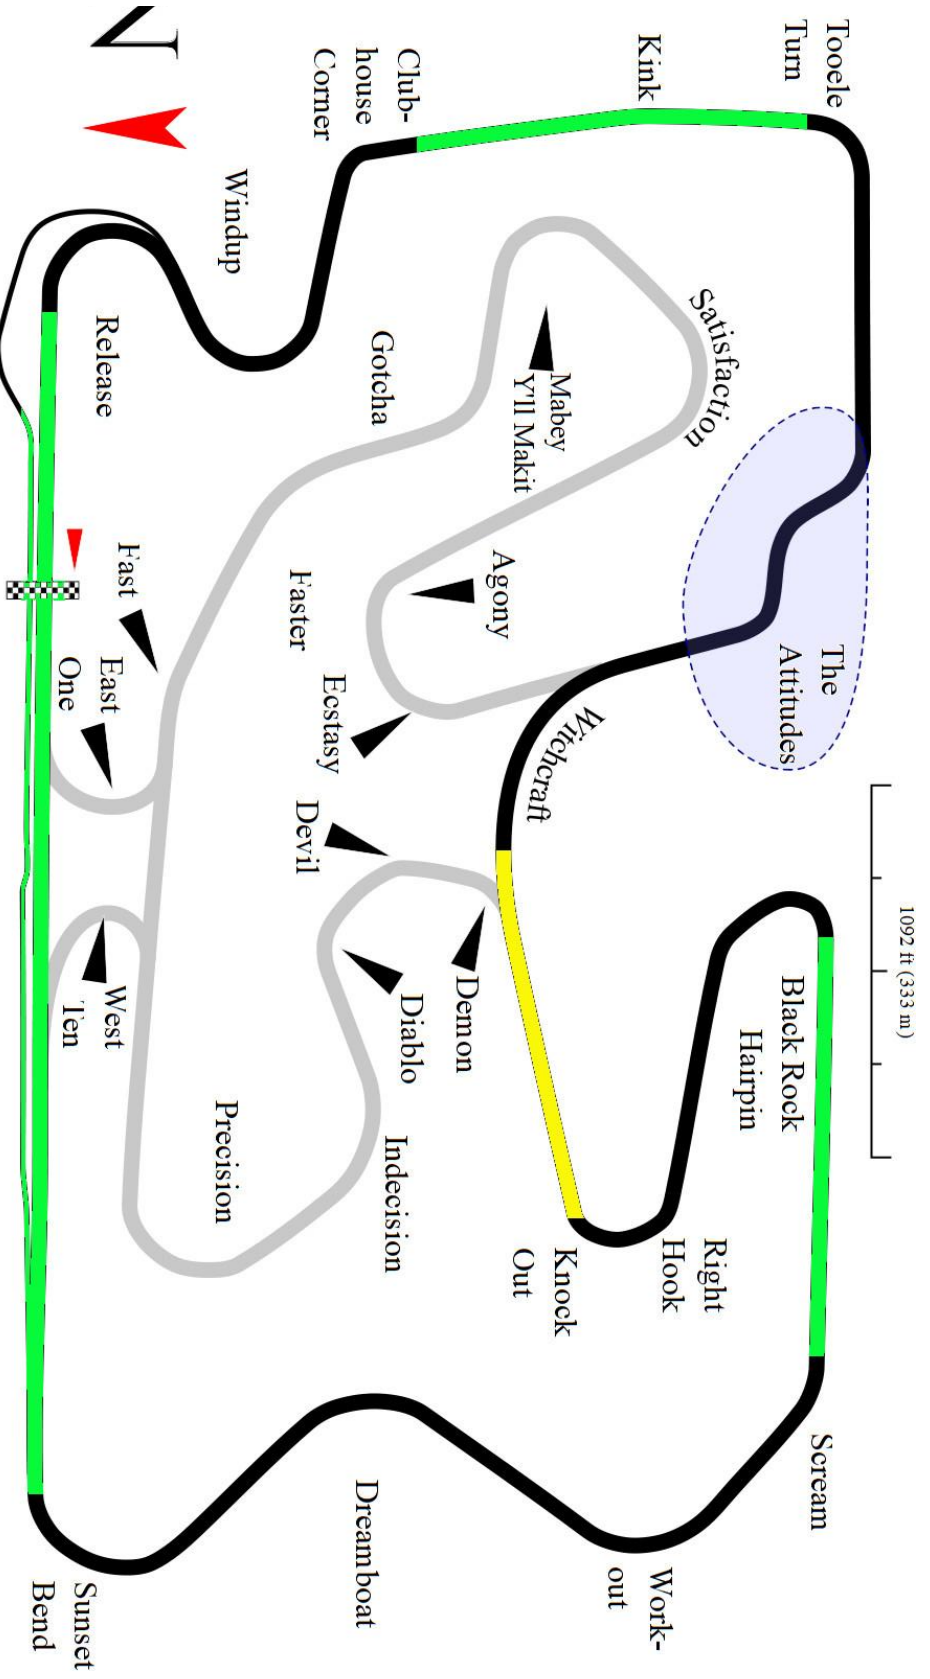 N
Tooele
Turn
Kink
Club-
house
Corner
Windup
Release
Gotcha
Satisfaction
Mabey
Y'll Makit
Agony
Faster
Fast
East
One
Ecstasy
Witchcraft
The
Attitudes
1092 ft (333 m)
Devil
Demon
Diablo
West
Ten
Precision
Indecision
Black Rock
Hairpin
Right
Hook
Knock
Out
Scream
Work-
out
Dreamboat
Sunset
Bend